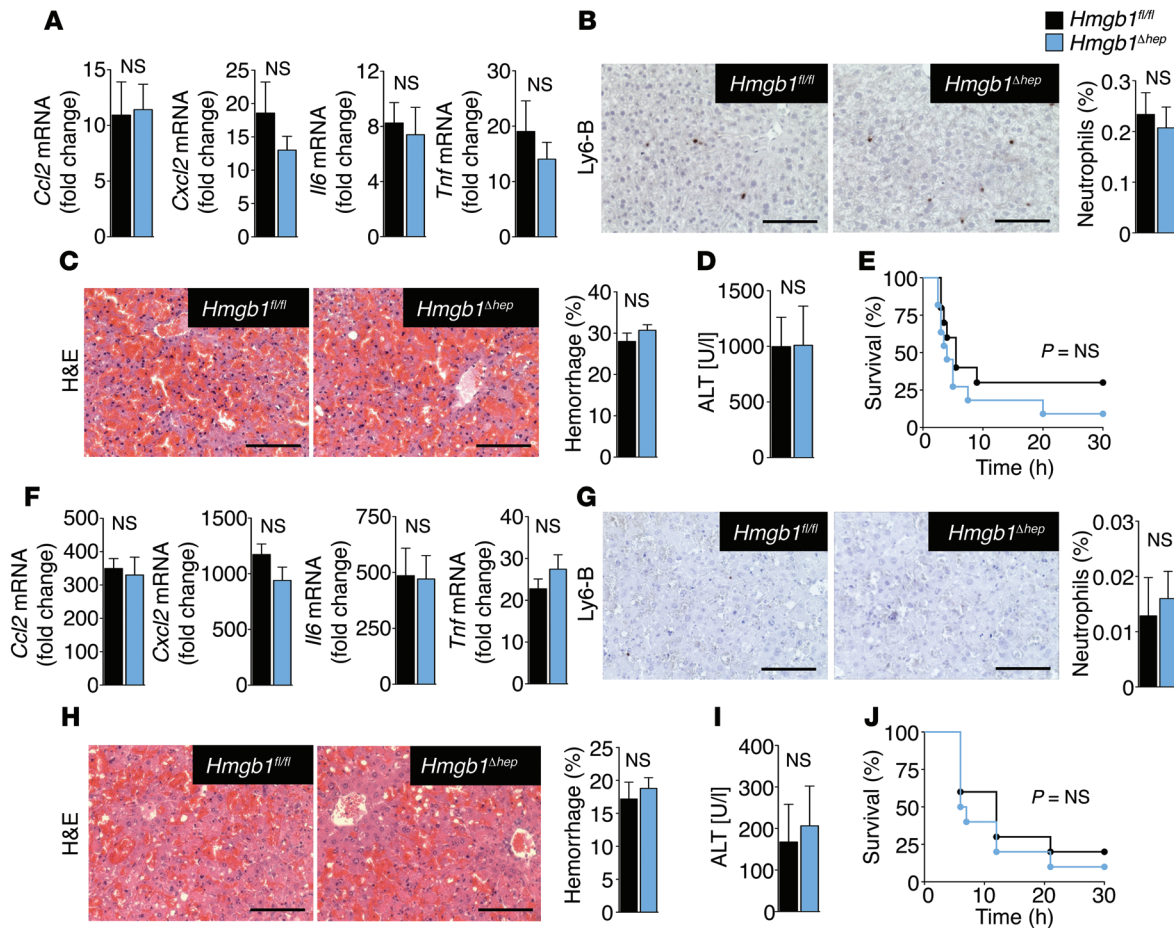 Hmgb1fl/fl
Hmgb1Δhep
A
Ccl2 mRNA
(fold change)
15
10
5
0
NS
Cxcl2 mRNA
(fold change)
25
20
15
10
5
0
NS
Il6 mRNA
(fold change)
12
8
4
0
NS
Tnf mRNA
(fold change)
30
20
10
0
NS
B
Ly6-B
Hmgb1fl/fl
Hmgb1Δhep
Neutrophils (%)
0.3
0.2
0.1
0
NS
C
H&E
Hmgb1fl/fl
Hmgb1Δhep
Hemorrhage (%)
40
30
20
10
0
NS
D
ALT [U/l]
1500
1000
500
0
NS
E
Survival (%)
100
75
50
25
0
P = NS
0
10
20
30
Time (h)
F
Ccl2 mRNA
(fold change)
500
400
300
200
100
0
NS
Cxcl2 mRNA
(fold change)
1500
1000
500
0
NS
Il6 mRNA
(fold change)
750
500
250
0
NS
Tnf mRNA
(fold change)
40
30
20
10
0
NS
G
Ly6-B
Hmgb1fl/fl
Hmgb1Δhep
Neutrophils (%)
0.03
0.02
0.01
0
NS
H
H&E
Hmgb1fl/fl
Hmgb1Δhep
Hemorrhage (%)
25
20
15
10
5
0
NS
I
ALT [U/l]
400
300
200
100
0
NS
J
Survival (%)
100
75
50
25
0
P = NS
0
10
20
30
Time (h)